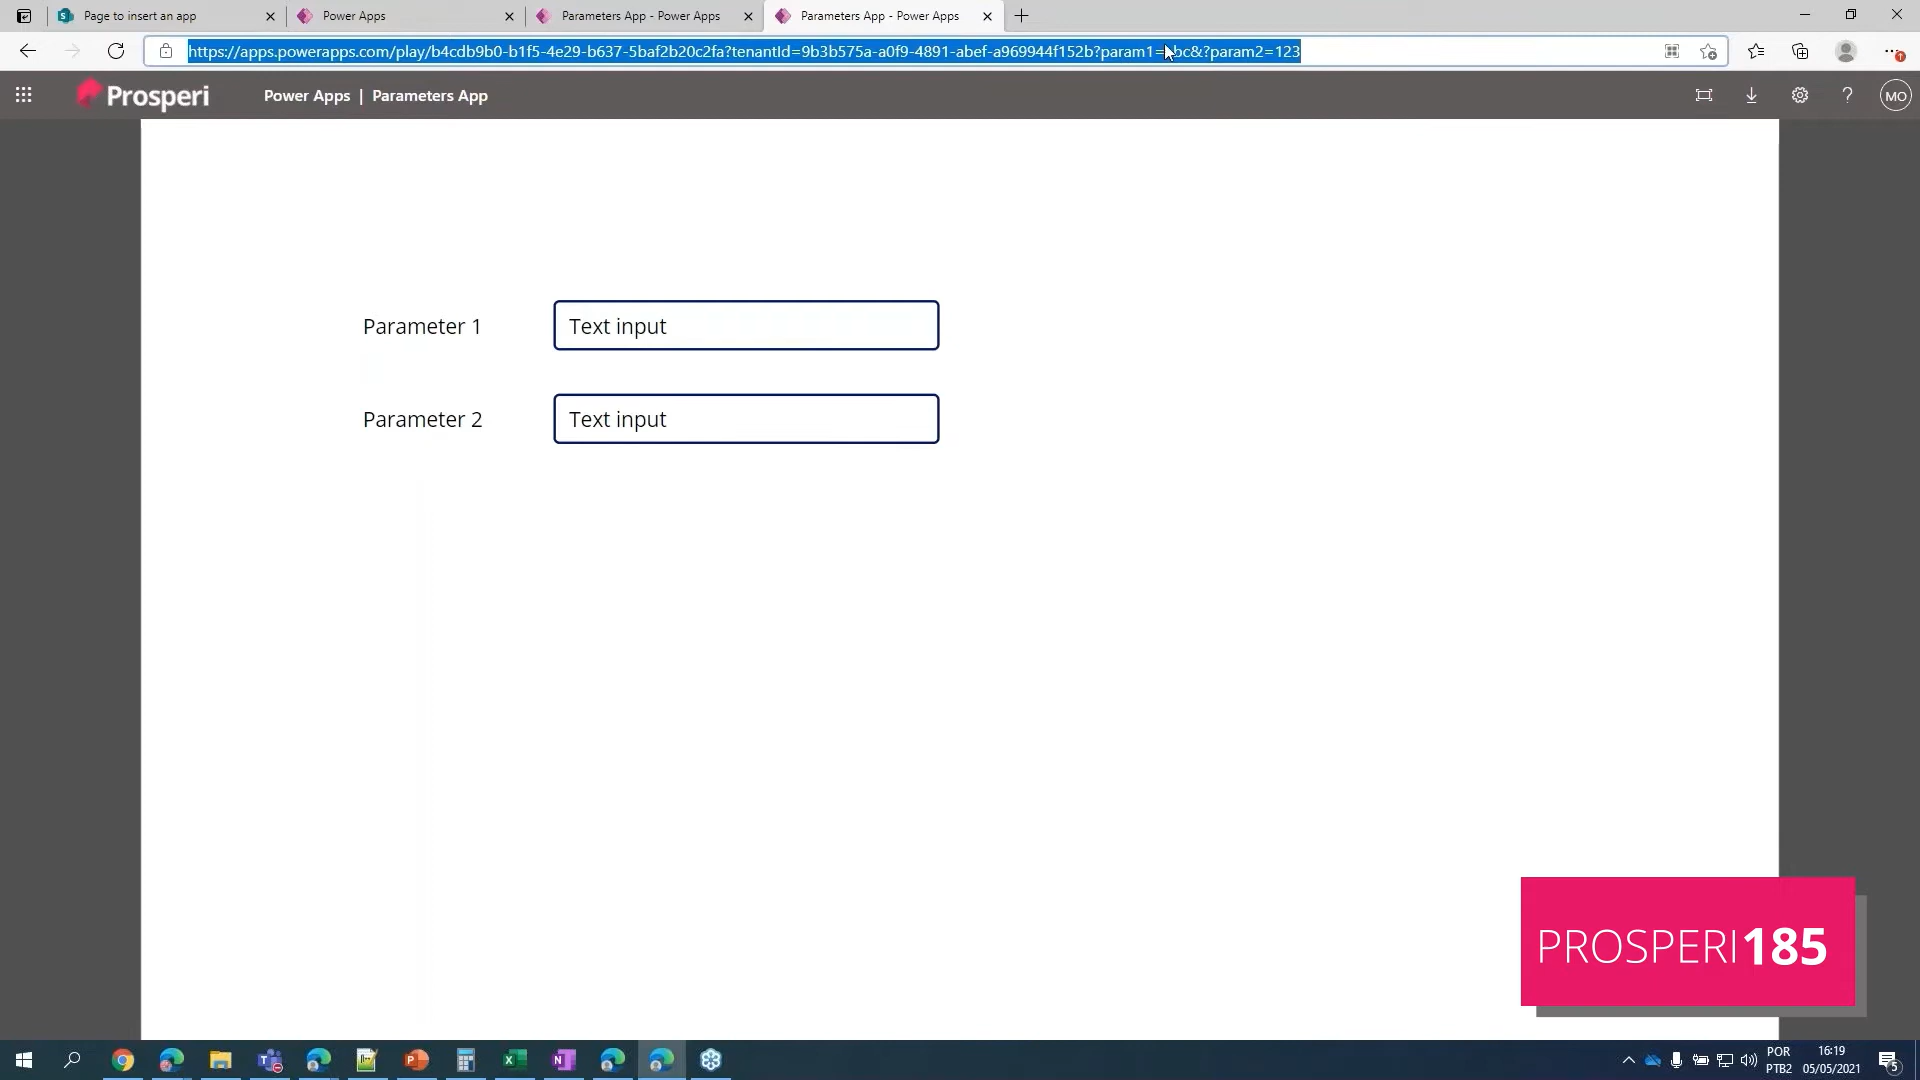 Page to insert an app
Power Apps
Parameters App - Power Apps
Parameters App - Power Apps
https://apps.powerapps.com/play/b4cdb9b0-b1f5-4e29-b637-5baf2b20c2fa?tenantId=9b3b575a-a0f9-4891-abef-a969944f152b?param1=abc&?param2=123
Prosperi
Power Apps | Parameters App
MO
Parameter 1
Text input
Parameter 2
Text input
PROSPERI185
POR
PTB2
16:19
05/05/2021
5